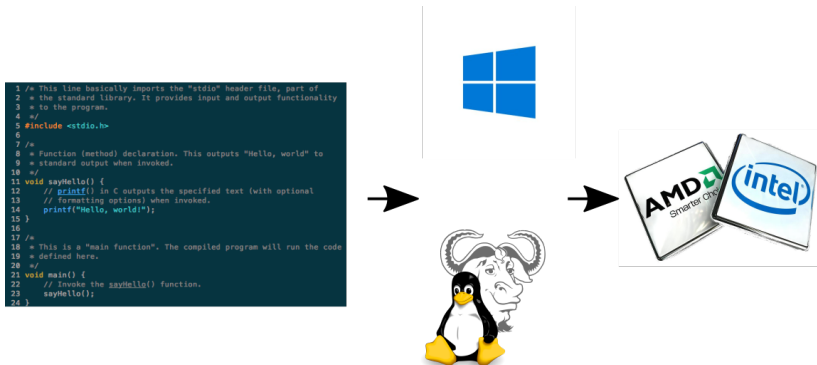 1 /* This line basically imports the "stdio" header file, part of
2  * the standard library. It provides input and output functionality
3  * to the program.
4  */
5 #include <stdio.h>
6
7 /*
8  * Function (method) declaration. This outputs "Hello, world" to
9  * standard output when invoked.
10  */
11 void sayHello() {
12     // printf() in C outputs the specified text (with optional
13     // formatting options) when invoked.
14     printf("Hello, world!");
15 }
16
17 /*
18  * This is a "main function". The compiled program will run the code
19  * defined here.
20  */
21 void main() {
22     // Invoke the sayHello() function.
23     sayHello();
24 }
AMD
Smarter
intel